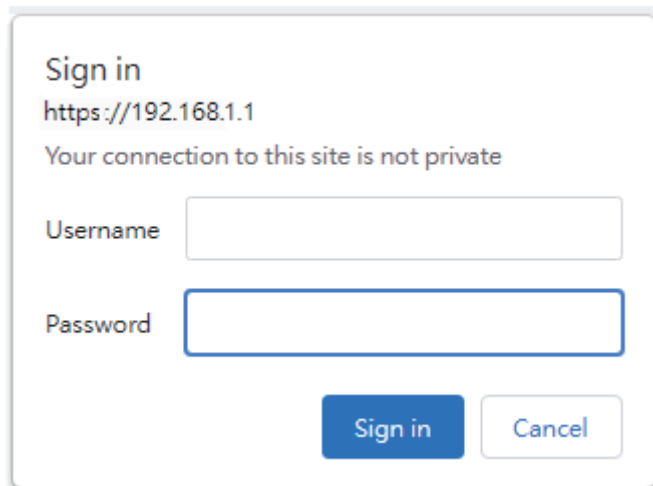 Sign in
https://192.168.1.1
Your connection to this site is not private
Username
Password
Sign in Cancel